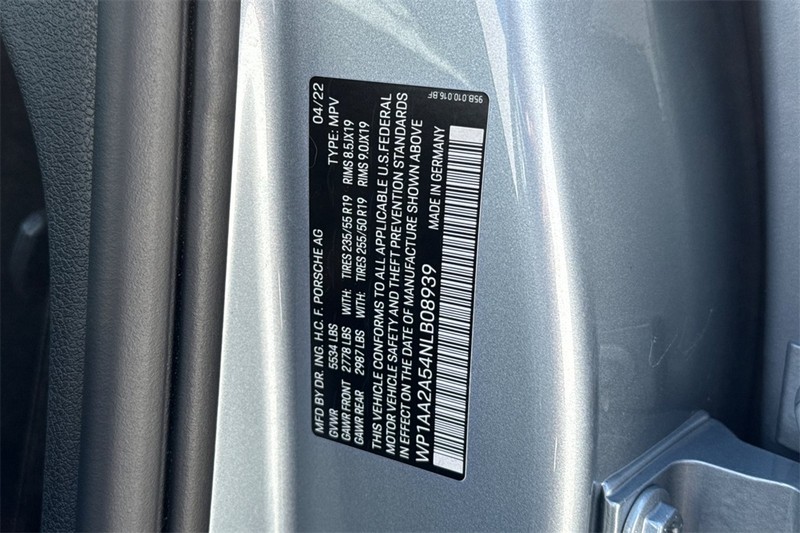 MFD BY DR. ING. H.C. F. PORSCHE AG 04/22
GVWR 5534 LBS TYPE: MPV
GAWR FRONT 2778 LBS WITH: TIRES 235/55 R19 RIMS 8.5JX19
GAWR REAR 2987 LBS WITH: TIRES 255/50 R19 RIMS 9.0JX19
THIS VEHICLE CONFORMS TO ALL APPLICABLE U.S. FEDERAL
MOTOR VEHICLE SAFETY AND THEFT PREVENTION STANDARDS
IN EFFECT ON THE DATE OF MANUFACTURE SHOWN ABOVE
WP1AA2A54NLB08939 MADE IN GERMANY
95B.010.016.BF